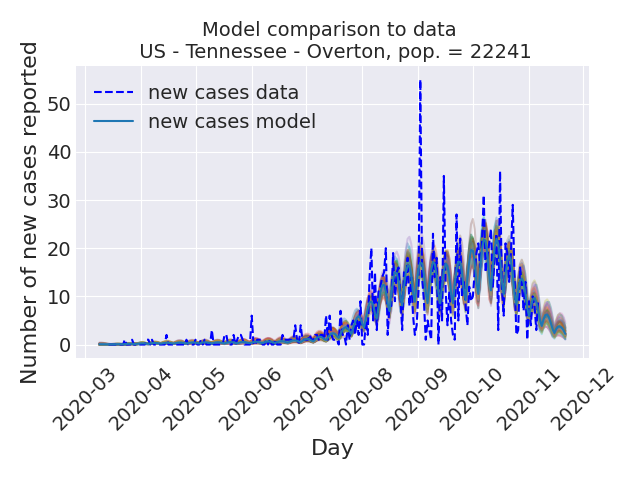 Model comparison to data
US - Tennessee - Overton, pop. = 22241
Number of new cases reported
50
40
30
20
10
0
new cases data
new cases model
2020-03
2020-04
2020-05
2020-06
2020-07
2020-08
2020-09
2020-10
2020-11
2020-12
Day